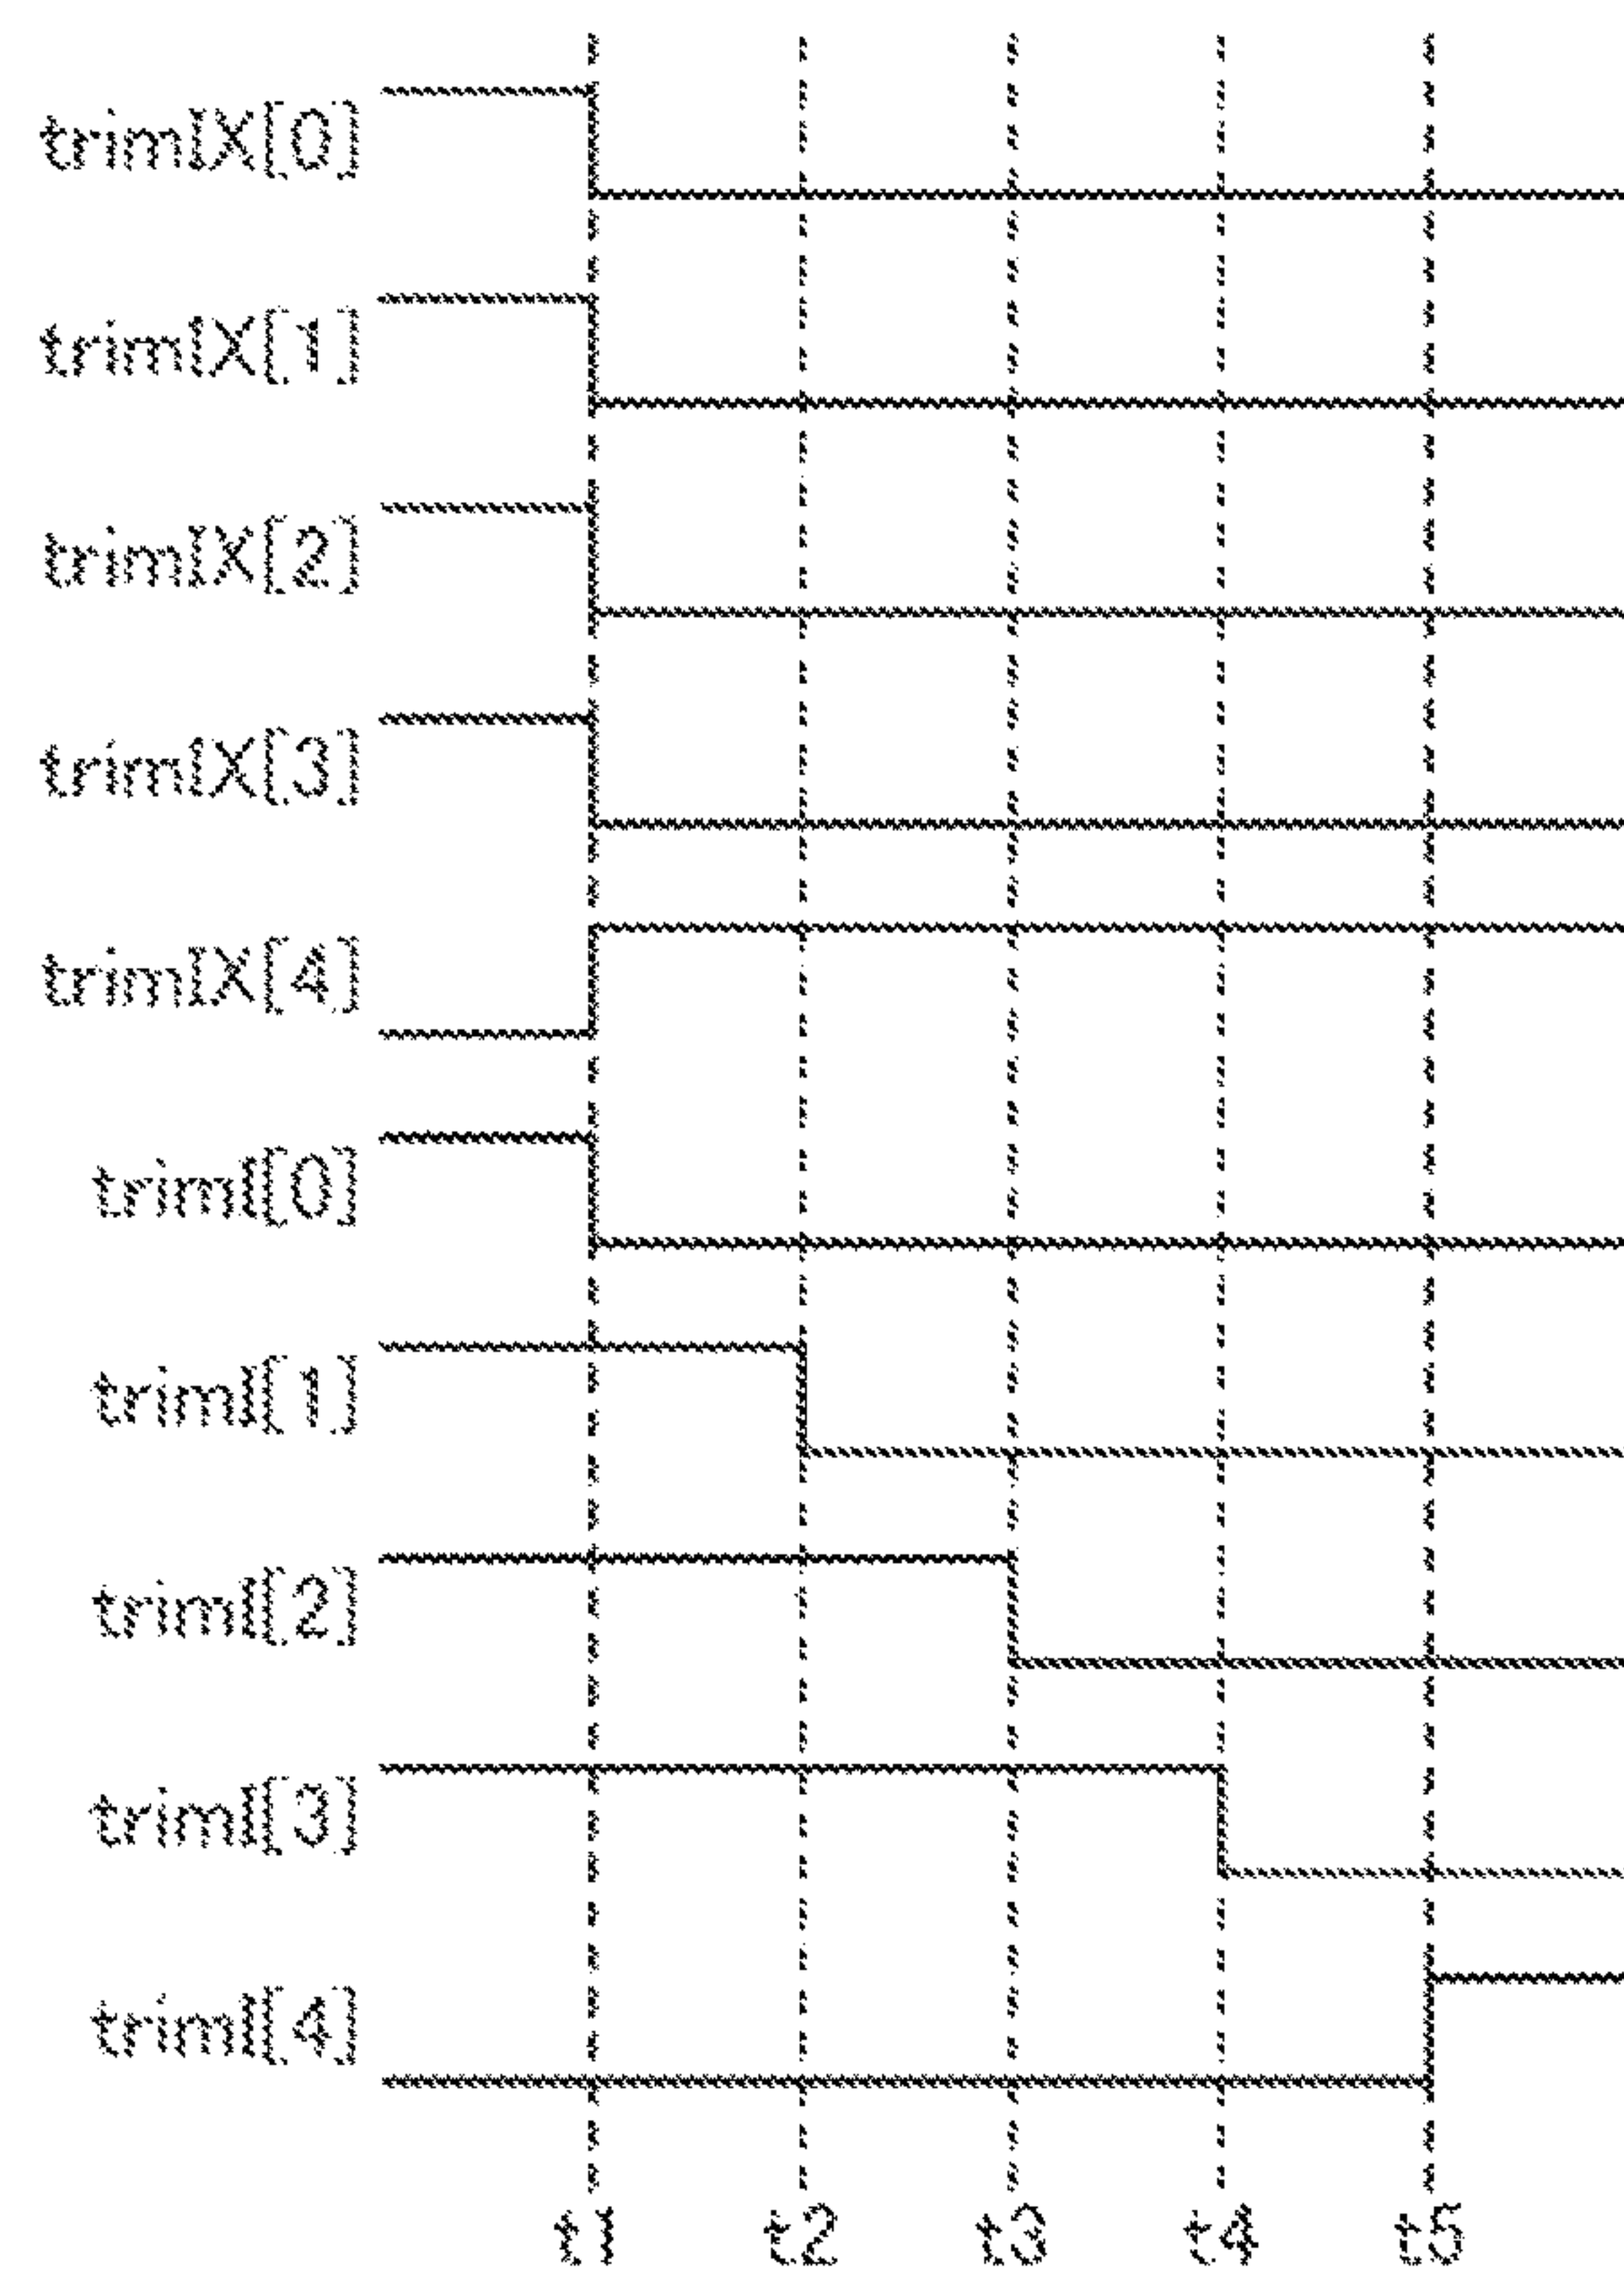 trimIX[0]
trimIX[1]
trimIX[2]
trimIX[3]
trimIX[4]
trimI[0]
trimI[1]
trimI[2]
trimI[3]
trimI[4]
t1 t2 t3 t4 t5